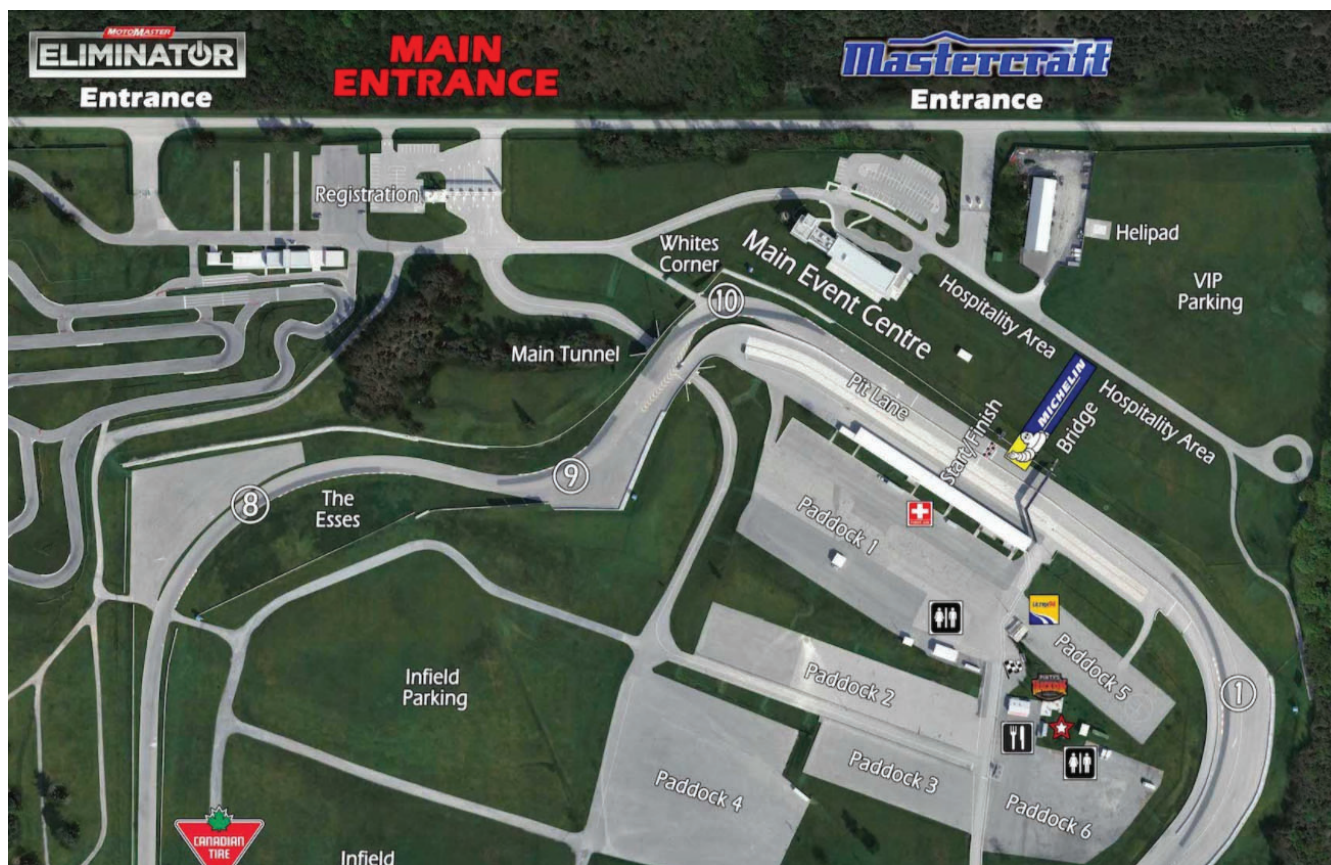 MOTOMASTER
ELIMINATOR
Entrance
MAIN
ENTRANCE
Mastercraft
Entrance
Registration
Whites
Corner
Main Event Centre
Helipad
VIP
Parking
Hospitality Area
10
Main Tunnel
Pit Lane
Start/Finish
MICHELIN
Bridge
Hospitality Area
8
The
Esses
9
Paddock 1
Infield
Parking
Paddock 2
Paddock 5
1
Paddock 3
Paddock 4
Paddock 6
CANADIAN
TIRE
Infield